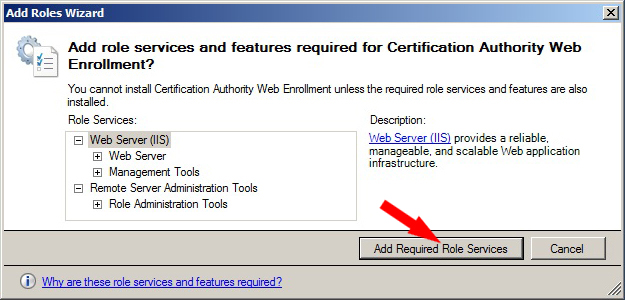 Add Roles Wizard
Add role services and features required for Certification Authority Web
Enrollment?
You cannot install Certification Authority Web Enrollment unless the required role services and features are also
installed.
Role Services:
Web Server (IIS)
Web Server
Management Tools
Remote Server Administration Tools
Role Administration Tools
Description:
Web Server (IIS) provides a reliable,
manageable, and scalable Web application
infrastructure.
Add Required Role Services
Cancel
Why are these role services and features required?